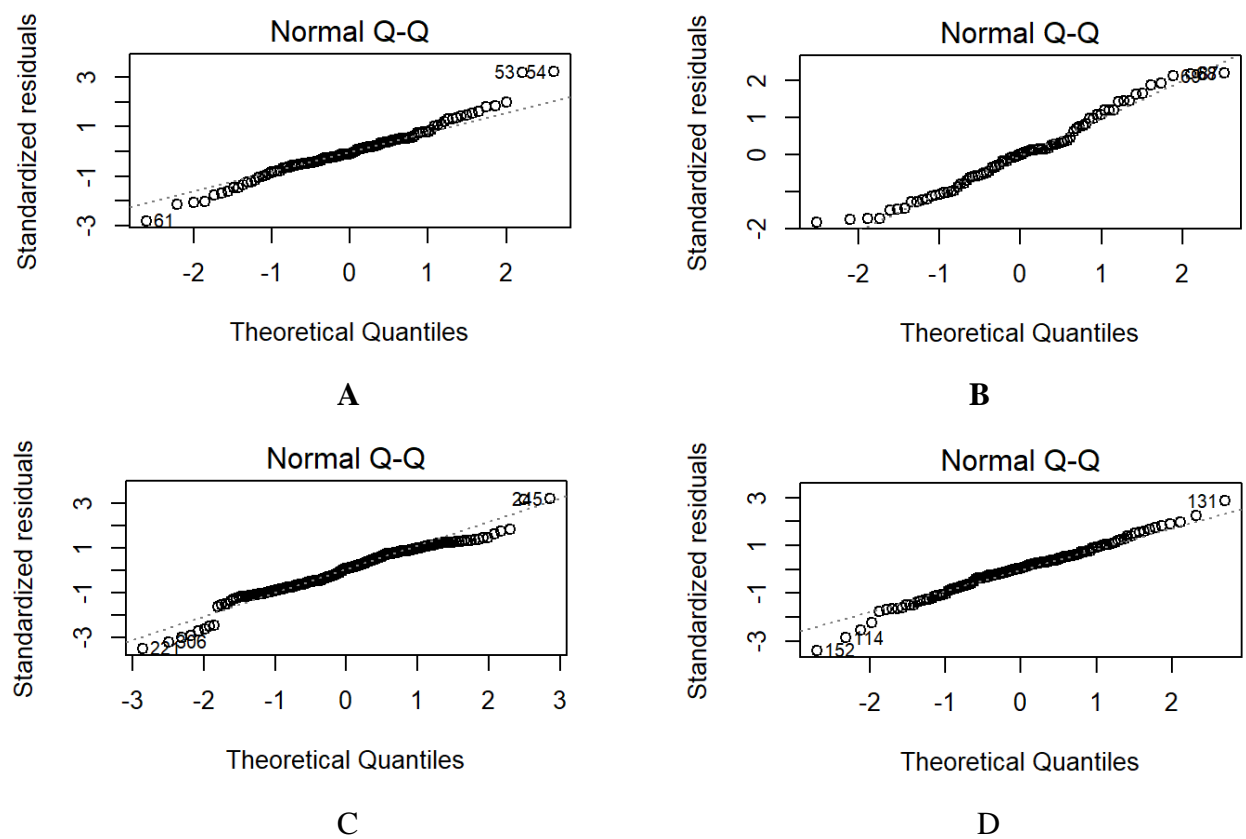 Normal Q-Q
Standardized residuals
3
1
-1
-3
53
54
61
-2
-1
0
1
2
Theoretical Quantiles
A
Normal Q-Q
Standardized residuals
2
1
0
-2
-2
-1
0
1
2
Theoretical Quantiles
B
Normal Q-Q
Standardized residuals
3
1
-1
-3
245
-3
-2
-1
0
1
2
3
Theoretical Quantiles
C
Normal Q-Q
Standardized residuals
3
1
-1
-3
131
114
152
-2
-1
0
1
2
Theoretical Quantiles
D